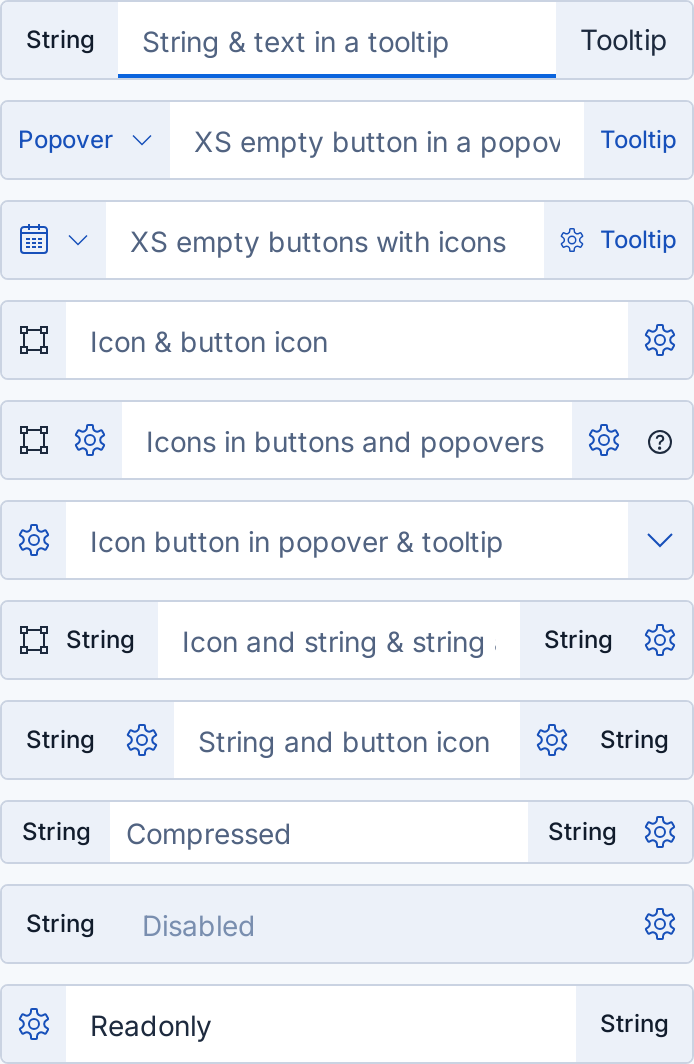 String String & text in a tooltip Tooltip
Popover XS empty button in a Tooltip
XS empty buttons with icons Tooltip
Icon & button icon
Icons in buttons and popovers
Icon button in popover & tooltip
String Icon and string & string String
String String and button icon String
String Compressed String
String Disabled
Readonly String